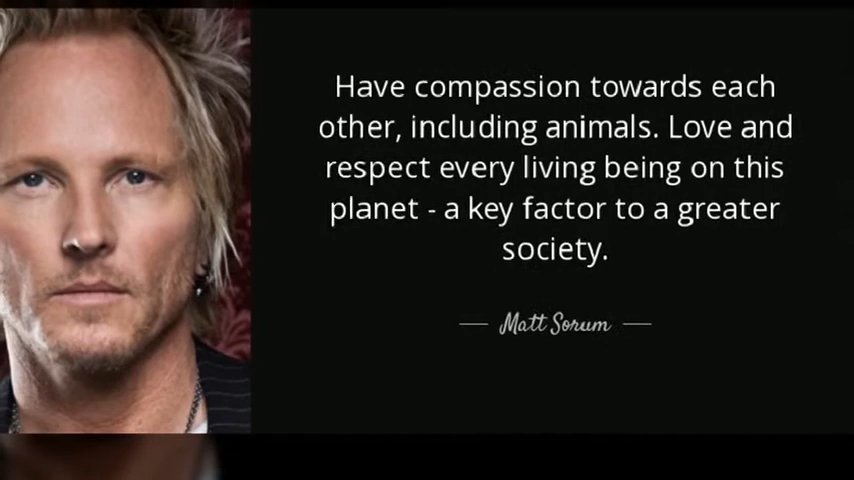 Have compassion towards each
other, including animals. Love and
respect every living being on this
planet - a key factor to a greater
society.
Matt Sorum